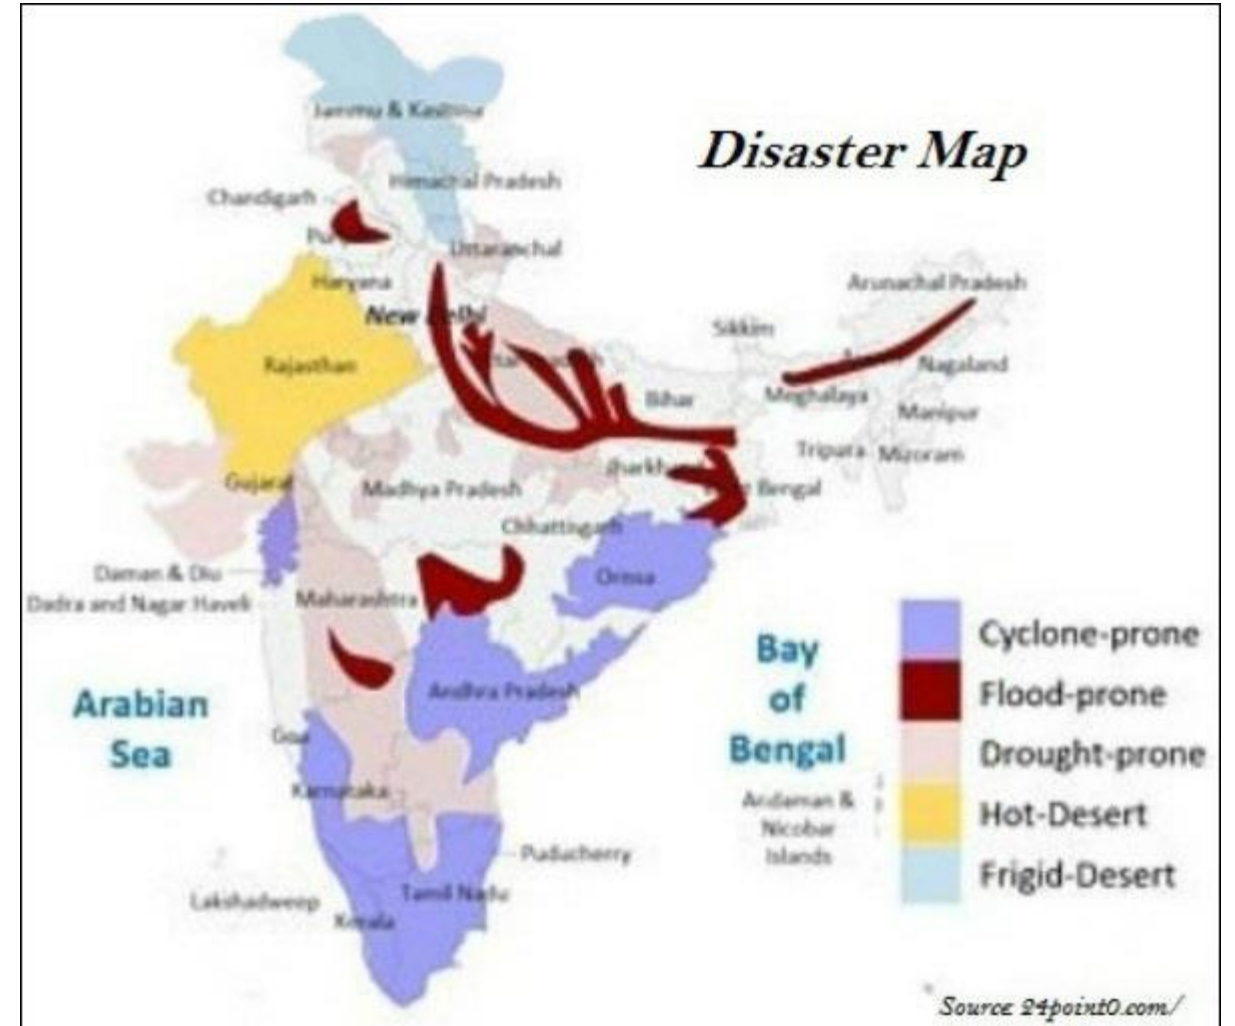 Disaster Map
Jammu & Kashmir
Himachal Pradesh
Chandigarh
Uttaranchal
Haryana
New Delhi
Arunachal Pradesh
Sikkim
Rajasthan
Nagaland
Bihar
Meghalaya
Manipur
Tripura
Mizoram
Gujarat
Madhya Pradesh
Bengal
Chhattisgarh
Daman & Diu
Orissa
Dadra and Nagar Haveli
Maharashtra
Andhra Pradesh
Arabian
Sea
Bay
of
Bengal
Goa
Karnataka
Andaman &
Nicobar
Islands
Puducherry
Lakshadweep
Tamil Nadu
Kerala
Cyclone-prone
Flood-prone
Drought-prone
Hot-Desert
Frigid-Desert
Source 24point0.com/